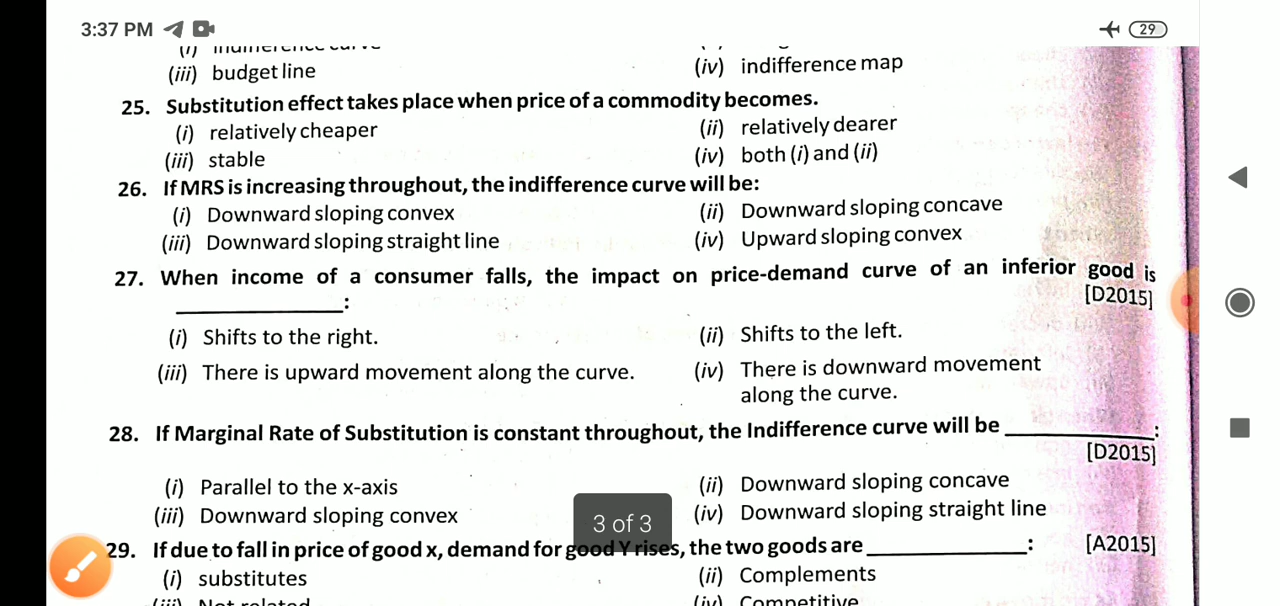 3:37 PM
29
(iii) budget line (iv) indifference map
25. Substitution effect takes place when price of a commodity becomes.
(i) relatively cheaper (ii) relatively dearer
(iii) stable (iv) both (i) and (ii)
26. If MRS is increasing throughout, the indifference curve will be:
(i) Downward sloping convex (ii) Downward sloping concave
(iii) Downward sloping straight line (iv) Upward sloping convex
27. When income of a consumer falls, the impact on price-demand curve of an inferior good is
____________: [D2015]
(i) Shifts to the right. (ii) Shifts to the left.
(iii) There is upward movement along the curve. (iv) There is downward movement
along the curve.
28. If Marginal Rate of Substitution is constant throughout, the Indifference curve will be ____________:
[D2015]
(i) Parallel to the x-axis (ii) Downward sloping concave
(iii) Downward sloping convex (iv) Downward sloping straight line
3 of 3
29. If due to fall in price of good x, demand for good Y rises, the two goods are ____________: [A2015]
(i) substitutes (ii) Complements
(iii) Not related (iv) Competitive